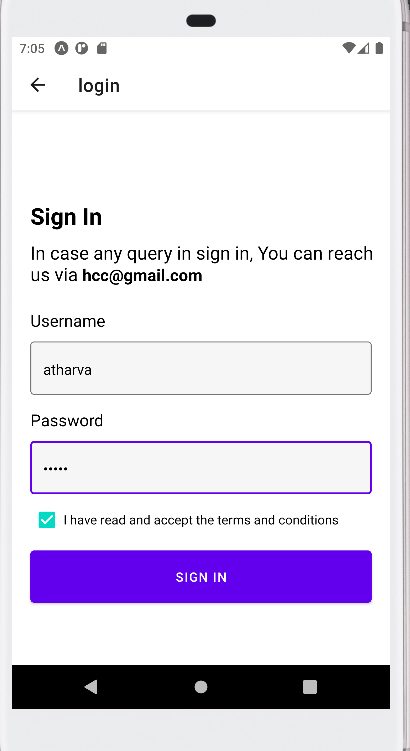 7:05
login
Sign In
In case any query in sign in, You can reach
us via hcc@gmail.com
Username
atharva
Password
•••••
I have read and accept the terms and conditions
SIGN IN